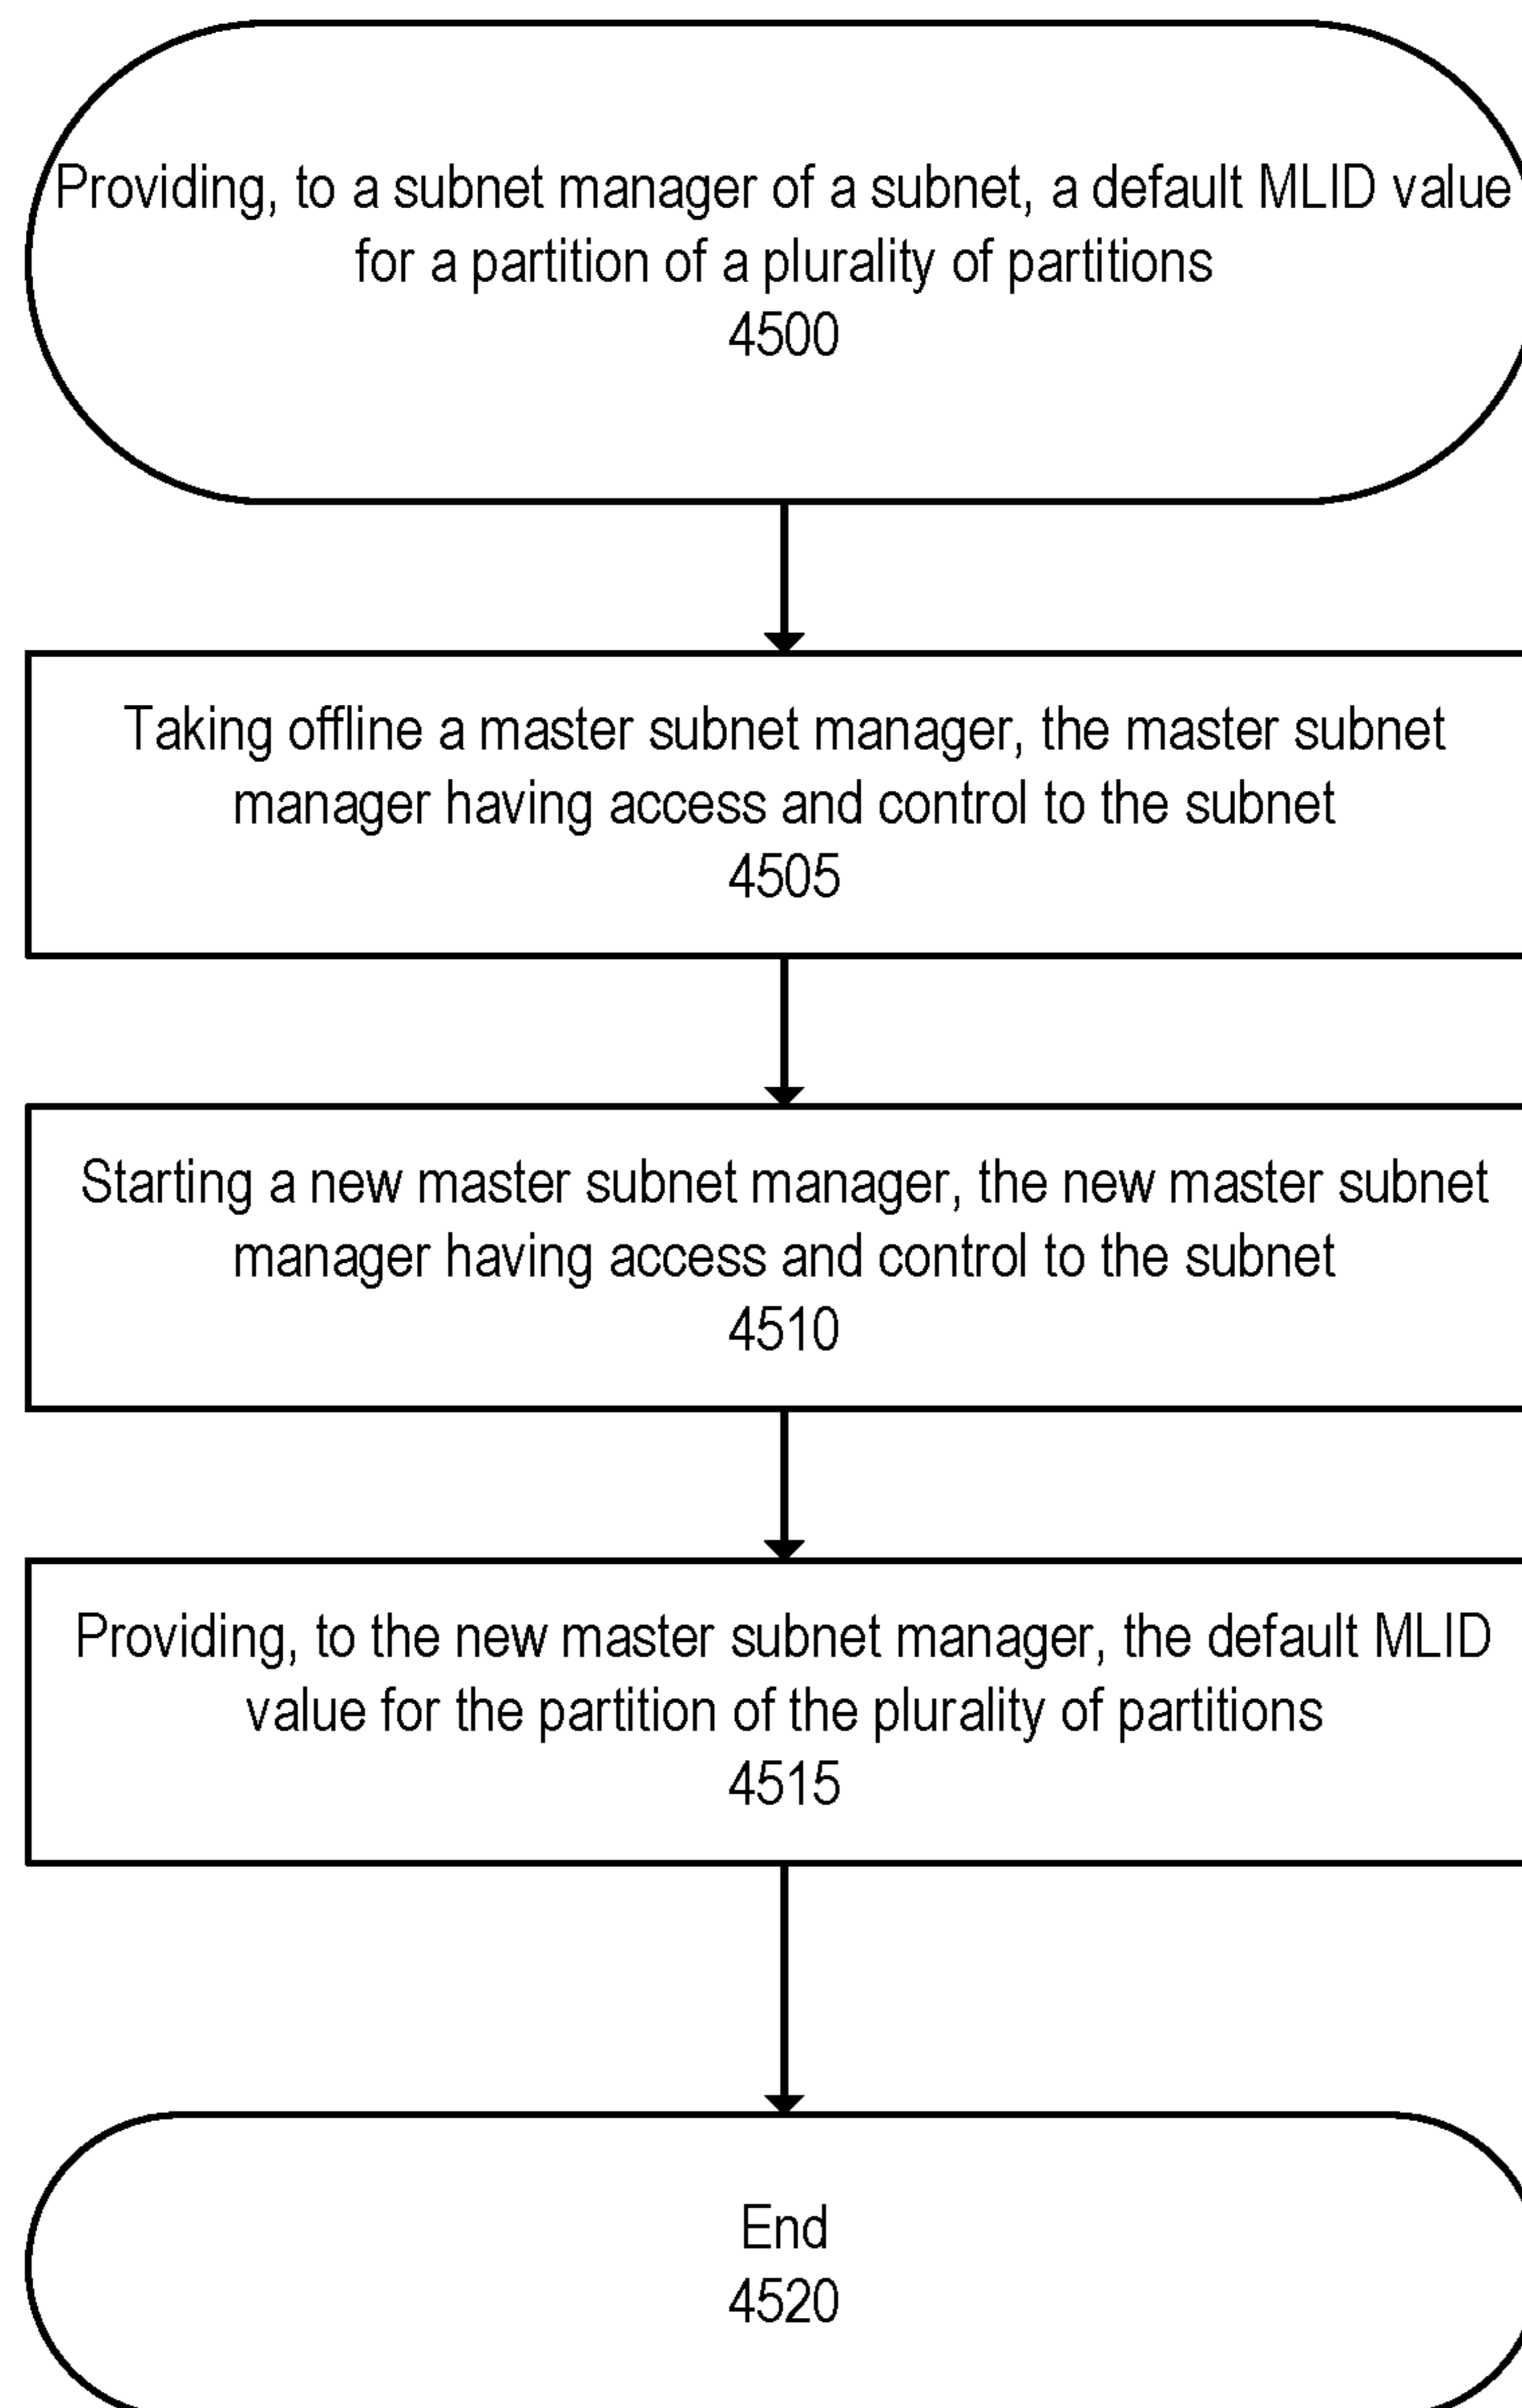 Providing, to a subnet manager of a subnet, a default MLID value
for a partition of a plurality of partitions
4500
Taking offline a master subnet manager, the master subnet
manager having access and control to the subnet
4505
Starting a new master subnet manager, the new master subnet
manager having access and control to the subnet
4510
Providing, to the new master subnet manager, the default MLID
value for the partition of the plurality of partitions
4515
End
4520